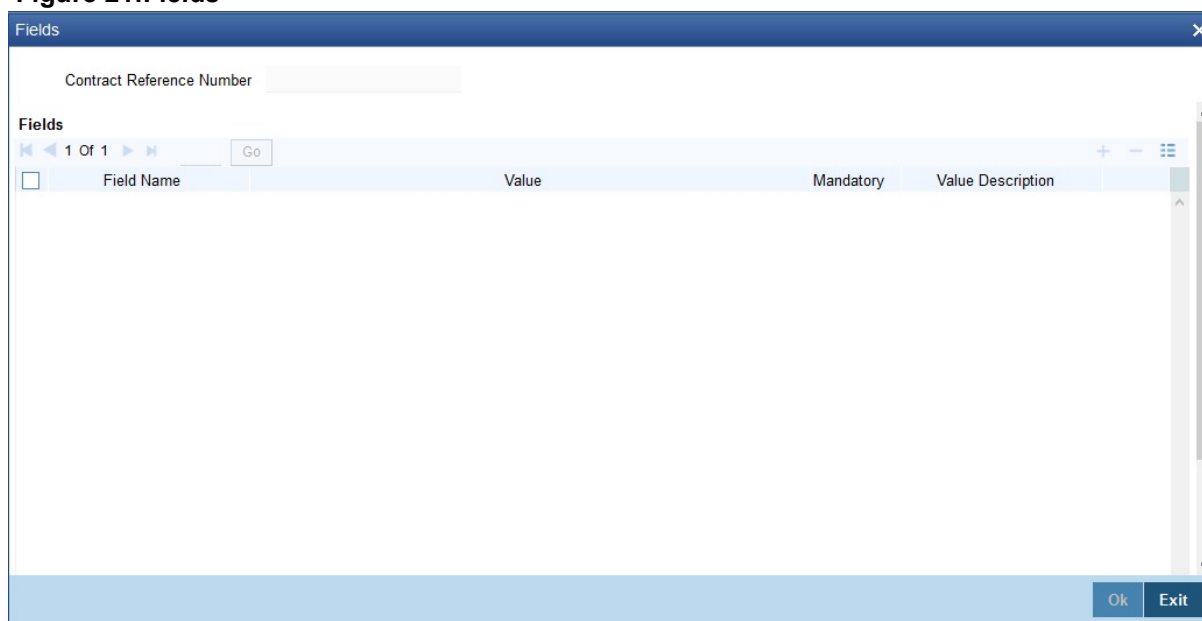 Fields
Contract Reference Number
Fields
1 Of 1 Go
Field Name Value Mandatory Value Description
Ok Exit